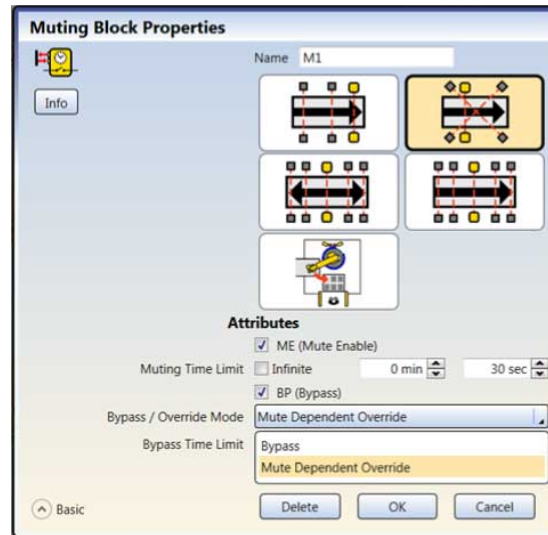 Muting Block Properties
Name M1
Info
Attributes
ME (Mute Enable)
Muting Time Limit Infinite 0 min 30 sec
BP (Bypass)
Bypass / Override Mode Mute Dependent Override
Bypass Time Limit Bypass
Mute Dependent Override
Basic Delete OK Cancel